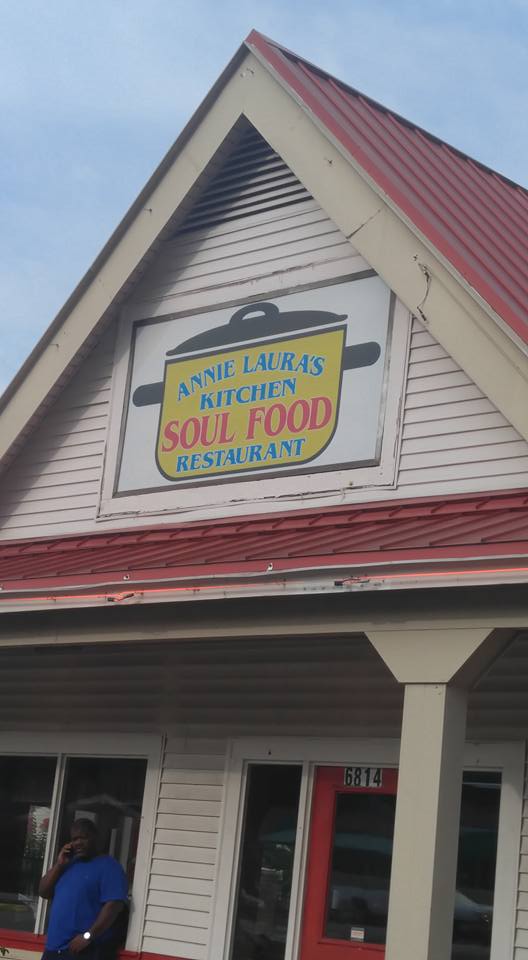 ANNIE LAURA'S
KITCHEN
SOUL FOOD
RESTAURANT
6814